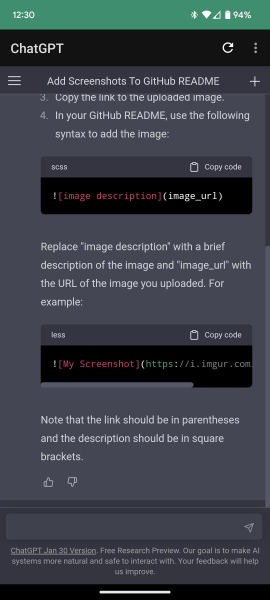 12:30
94%
ChatGPT
Add Screenshots To GitHub README
3. Copy the link to the uploaded image.
4. In your GitHub README, use the following
syntax to add the image:
scss
Copy code
![image description](image_url)
Replace "image description" with a brief
description of the image and "image_url" with
the URL of the image you uploaded. For
example:
less
Copy code
![My Screenshot](https://i.imgur.com
Note that the link should be in parentheses
and the description should be in square
brackets.
ChatGPT Jan 30 Version. Free Research Preview. Our goal is to make AI
systems more natural and safe to interact with. Your feedback will help
us improve.